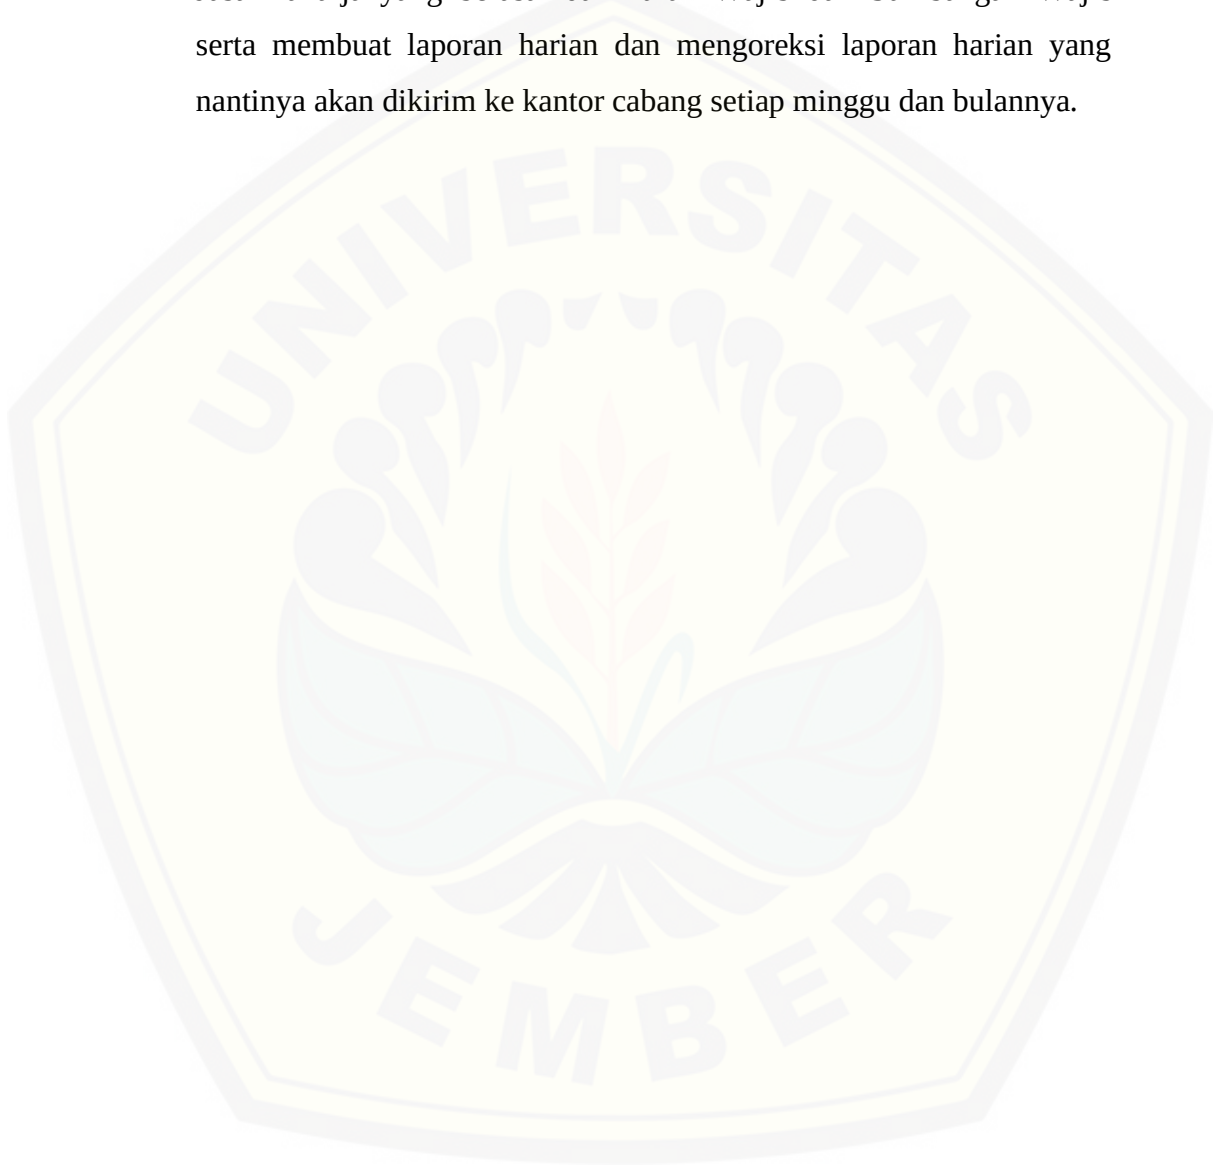 serta membuat laporan harian dan mengoreksi laporan harian yang
nantinya akan dikirim ke kantor cabang setiap minggu dan bulannya.
UNIVERSITAS
JEMBER